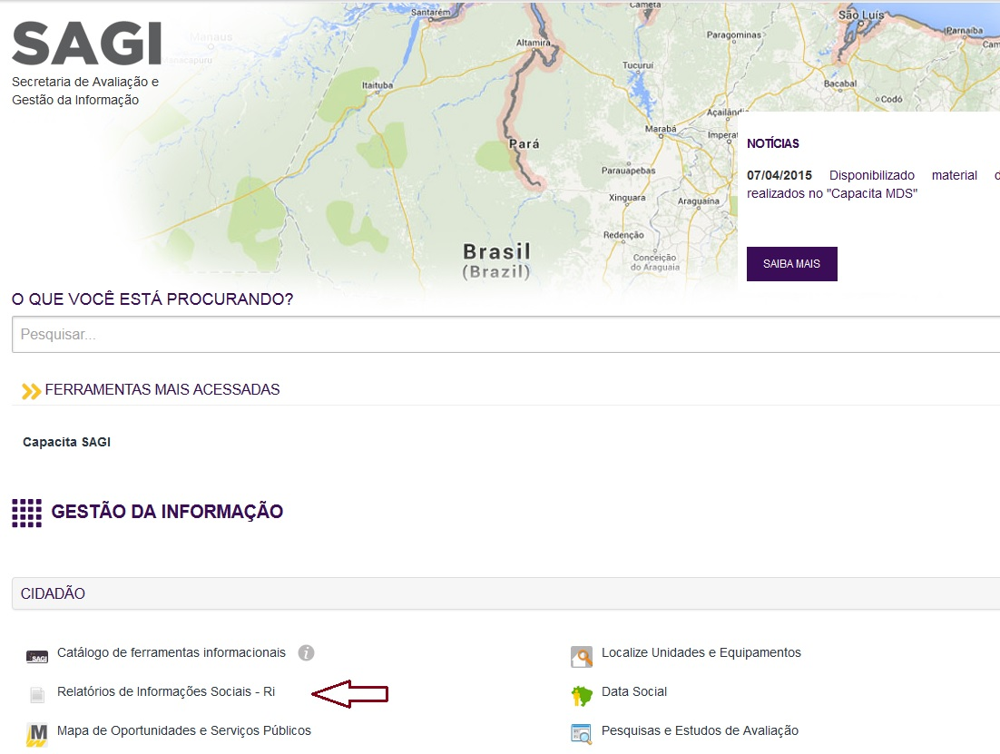 SAGI
Secretaria de Avaliação e
Gestão da Informação
Santarém
Cametá
São Luís
Parnaíba
Manaus
Manacapuru
Altamira
Paragominas
Cam
Itaituba
Tucuruí
Bacabal
Codó
Açailândi
Marabá
Imperat
Pará
Parauapebas
Xinguara
Araguaína
Redenção
Conceição
do Araguaia
Brasil
(Brazil)
NOTÍCIAS
07/04/2015 Disponibilizado material d
realizados no "Capacita MDS"
SAIBA MAIS
O QUE VOCÊ ESTÁ PROCURANDO?
Pesquisar...
FERRAMENTAS MAIS ACESSADAS
Capacita SAGI
GESTÃO DA INFORMAÇÃO
CIDADÃO
SAGI Catálogo de ferramentas informacionais i
Localize Unidades e Equipamentos
Relatórios de Informações Sociais - Ri
Data Social
M Mapa de Oportunidades e Serviços Públicos
Pesquisas e Estudos de Avaliação